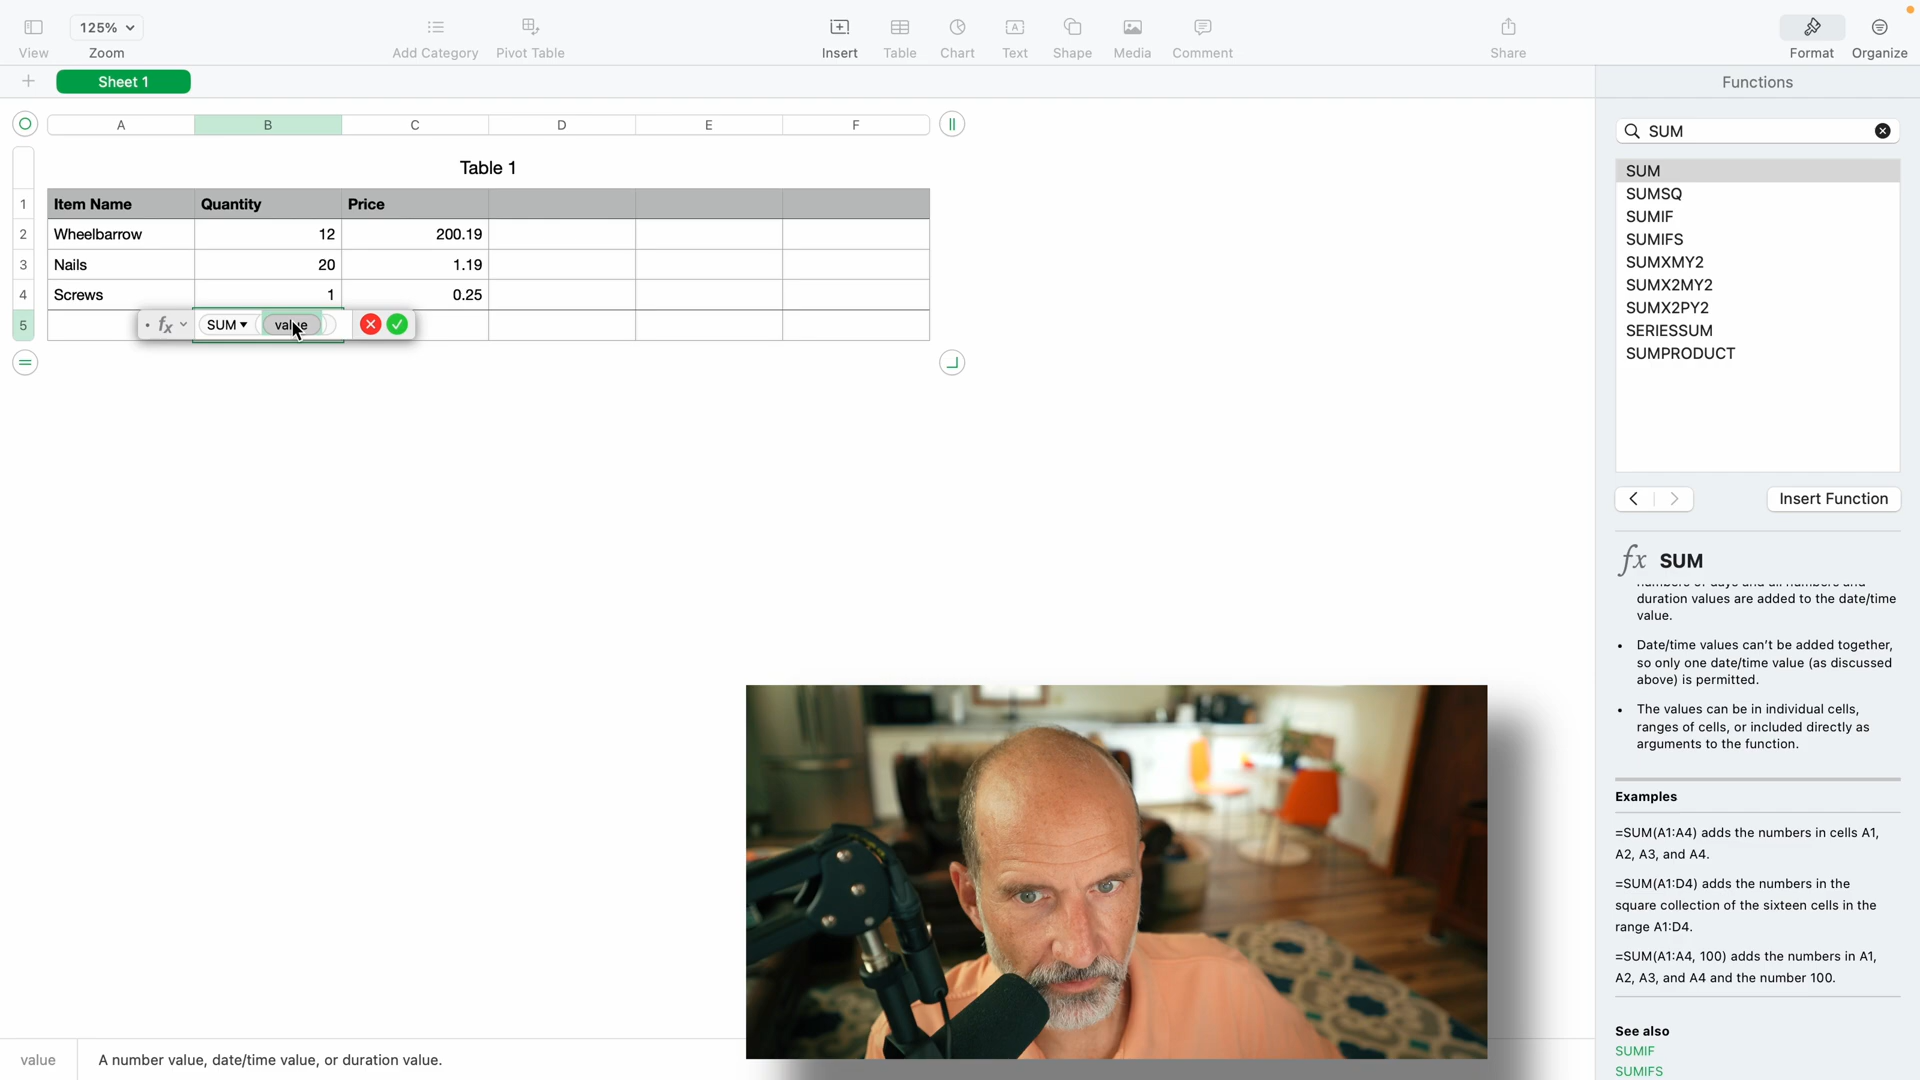 125%
View
Zoom
Add Category
Pivot Table
Insert
Table
Chart
Text
Shape
Media
Comment
Share
Format
Organize
Sheet 1
Functions
A B C D E F
SUM
Table 1
1 Item Name Quantity Price
2 Wheelbarrow 12 200.19
3 Nails 20 1.19
4 Screws 1 0.25
5 fx SUM value
SUM
SUMSQ
SUMIF
SUMIFS
SUMXMY2
SUMX2MY2
SUMX2PY2
SERIESSUM
SUMPRODUCT
Insert Function
fx SUM
duration values are added to the date/time
value.
• Date/time values can’t be added together,
so only one date/time value (as discussed
above) is permitted.
• The values can be in individual cells,
ranges of cells, or included directly as
arguments to the function.
Examples
=SUM(A1:A4) adds the numbers in cells A1,
A2, A3, and A4.
=SUM(A1:D4) adds the numbers in the
square collection of the sixteen cells in the
range A1:D4.
=SUM(A1:A4, 100) adds the numbers in A1,
A2, A3, and A4 and the number 100.
See also
SUMIF
SUMIFS
value A number value, date/time value, or duration value.